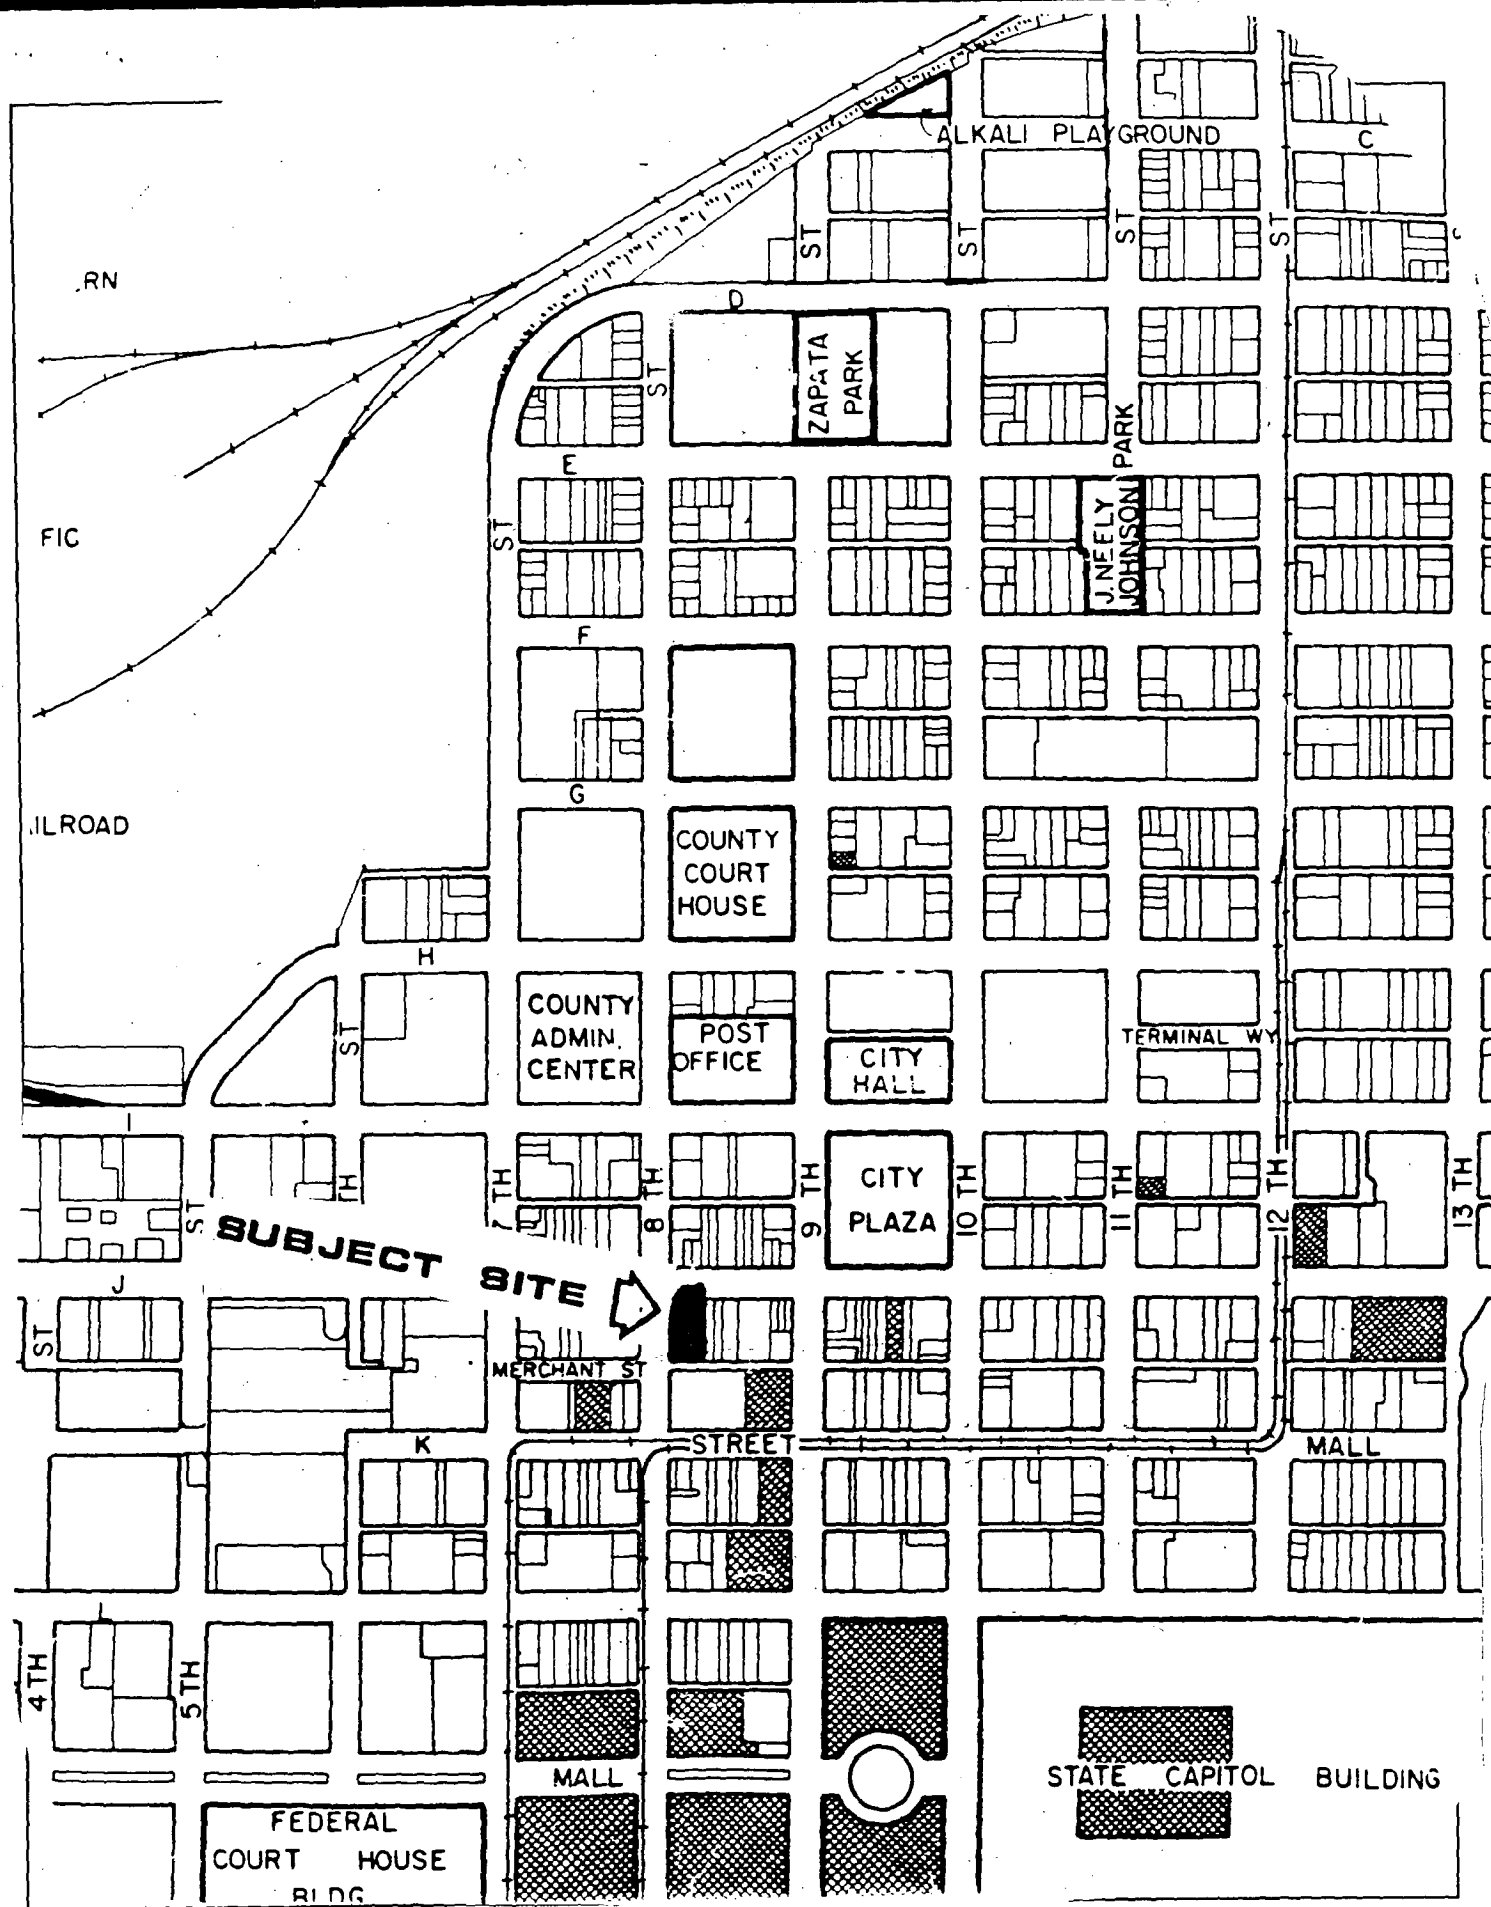 ALKALI PLAYGROUND
C
ST
ST
ST
ST
RN
D
ZAPATA
PARK
ST
J. NEELY
JOHNSON PARK
E
FIC
ST
F
G
ILROAD
COUNTY
COURT
HOUSE
H
COUNTY
ADMIN.
CENTER
POST
OFFICE
CITY
HALL
TERMINAL WY
ST
I
CITY
PLAZA
ST
TH
7 TH
8 TH
9 TH
10 TH
11 TH
12 TH
13 TH
SUBJECT SITE
J
ST
MERCHANT ST
K STREET MALL
L
4 TH
5 TH
MALL
STATE CAPITOL BUILDING
FEDERAL
COURT HOUSE
BLDG